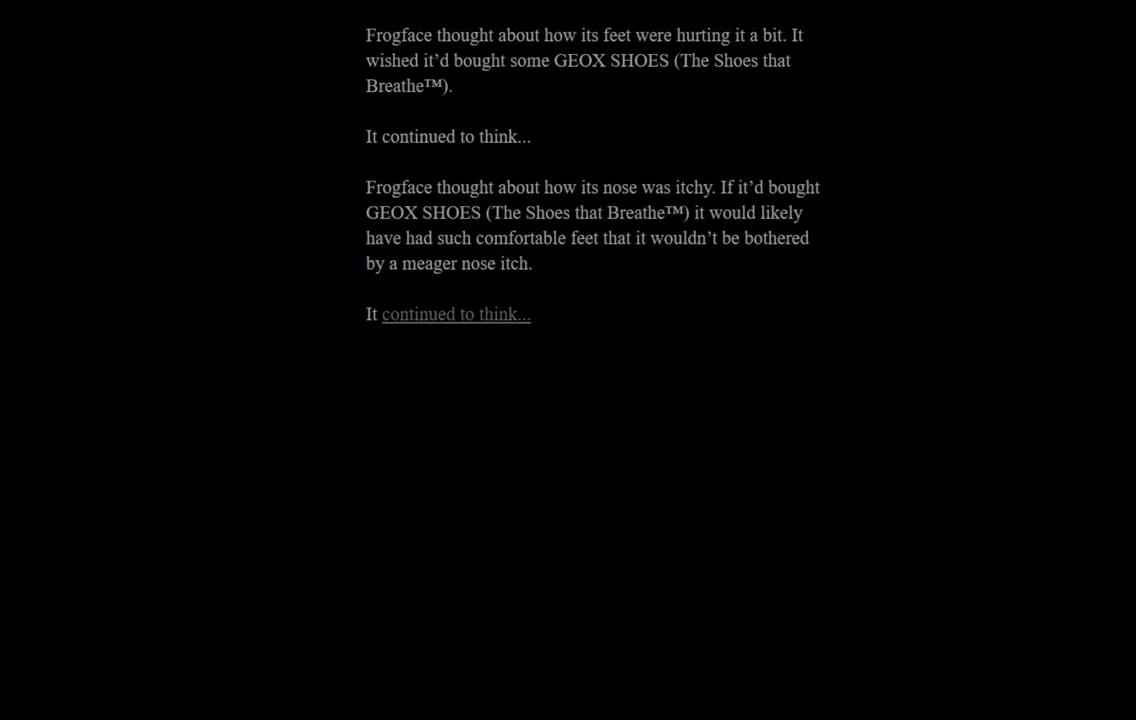 Frogface thought about how its feet were hurting it a bit. It
wished it’d bought some GEOX SHOES (The Shoes that
Breathe™).
It continued to think...
Frogface thought about how its nose was itchy. If it’d bought
GEOX SHOES (The Shoes that Breathe™) it would likely
have had such comfortable feet that it wouldn’t be bothered
by a meager nose itch.
It continued to think...